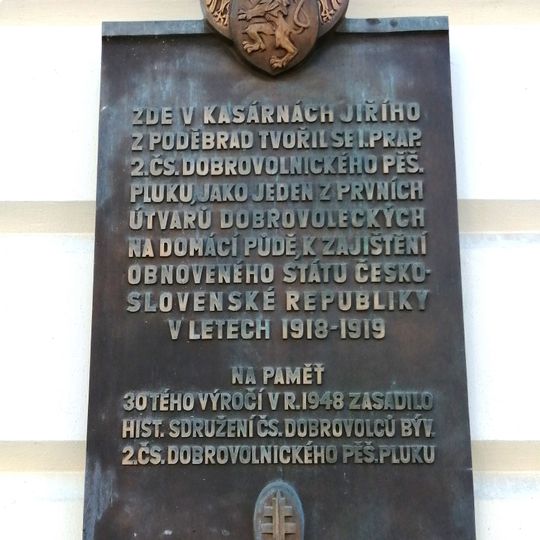 ZDE V KASÁRNÁCH JIŘÍHO
Z PODĚBRAD TVOŘIL SE I. PRAP.
2. ČS. DOBROVOLNICKÉHO PĚŠ.
PLUKU, JAKO JEDEN Z PRVNÍCH
ÚTVARŮ DOBROVOLECKÝCH
NA DOMÁCÍ PŮDĚ, K ZAJIŠTĚNÍ
OBNOVENÉHO STÁTU ČESKO-
SLOVENSKÉ REPUBLIKY
V LETECH 1918-1919
NA PAMĚŤ
30TÉHO VÝROČÍ V R. 1948 ZASADILO
HIST. SDRUŽENÍ ČS. DOBROVOLCŮ BÝV.
2. ČS. DOBROVOLNICKÉHO PĚŠ. PLUKU